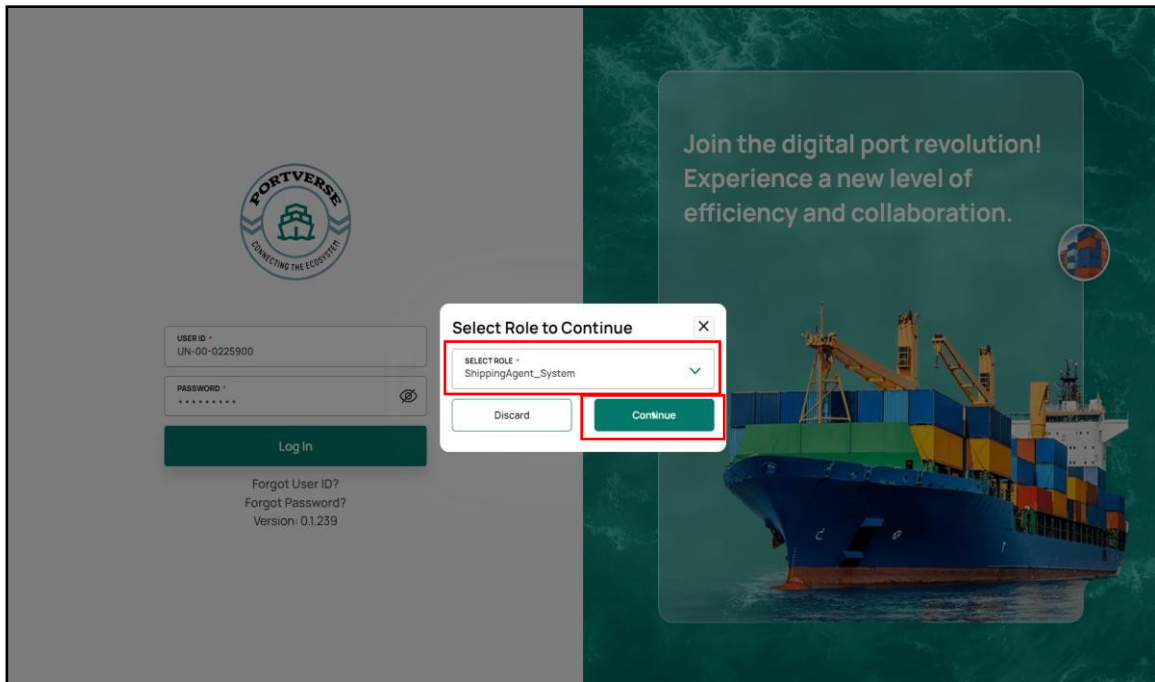 PORTVERSE
CONNECTING THE ECOSYSTEM
USER ID *
UN-00-0225900
PASSWORD *
•••••••••
Log In
Forgot User ID?
Forgot Password?
Version: 0.1.239
Select Role to Continue
SELECT ROLE *
ShippingAgent_System
Discard
Continue
Join the digital port revolution!
Experience a new level of
efficiency and collaboration.